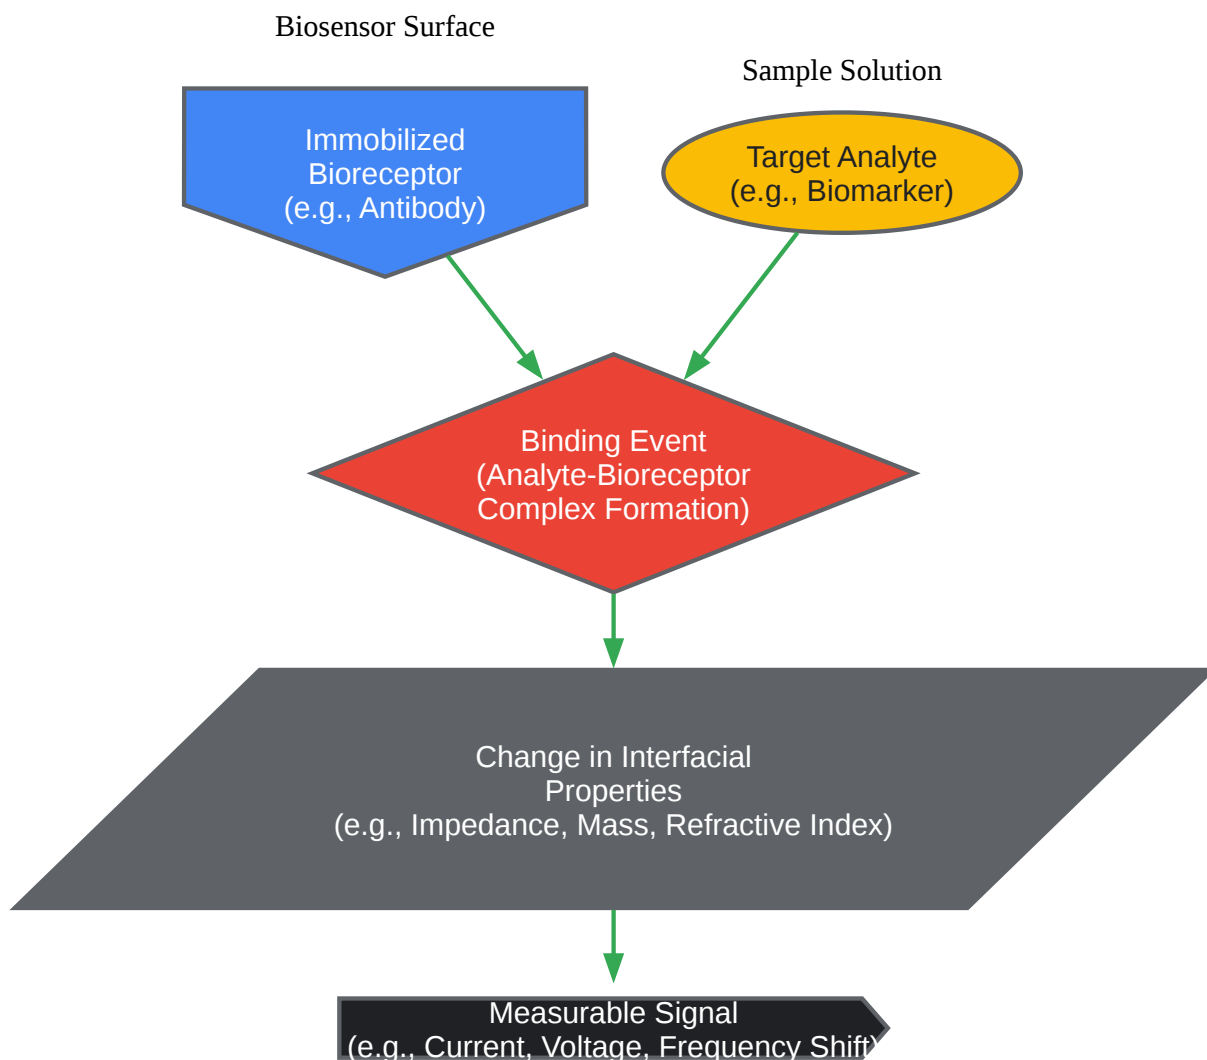 Biosensor Surface
Sample Solution
Immobilized
Bioreceptor
(e.g., Antibody)
Target Analyte
(e.g., Biomarker)
Binding Event
(Analyte-Bioreceptor
Complex Formation)
Change in Interfacial
Properties
(e.g., Impedance, Mass, Refractive Index)
Measurable Signal
(e.g., Current, Voltage, Frequency Shift)